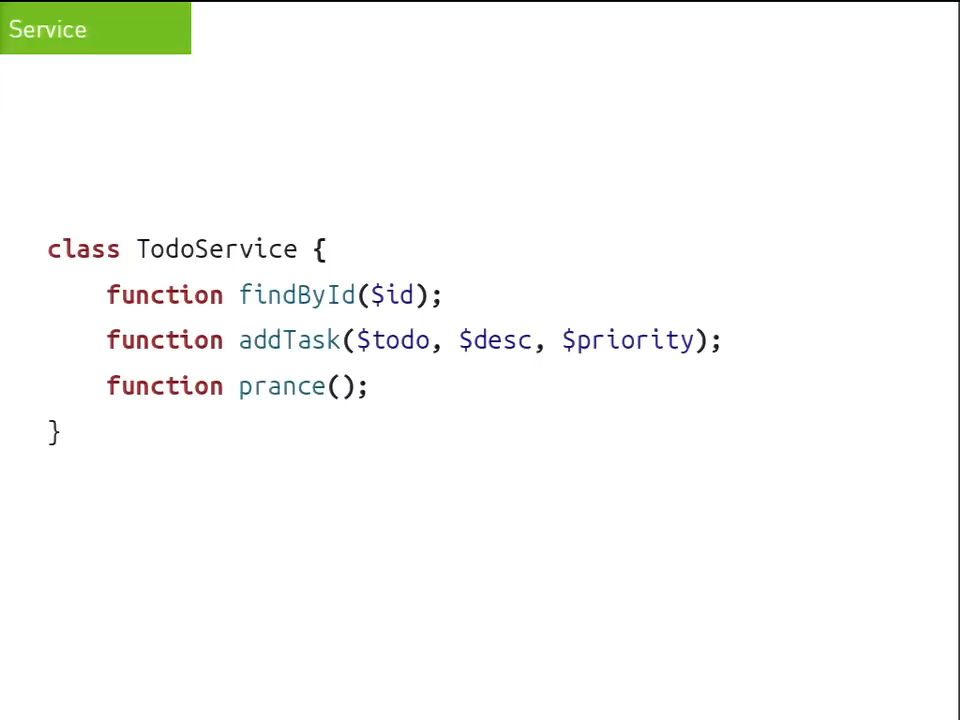 Service
class TodoService {
    function findById($id);
    function addTask($todo, $desc, $priority);
    function prance();
}